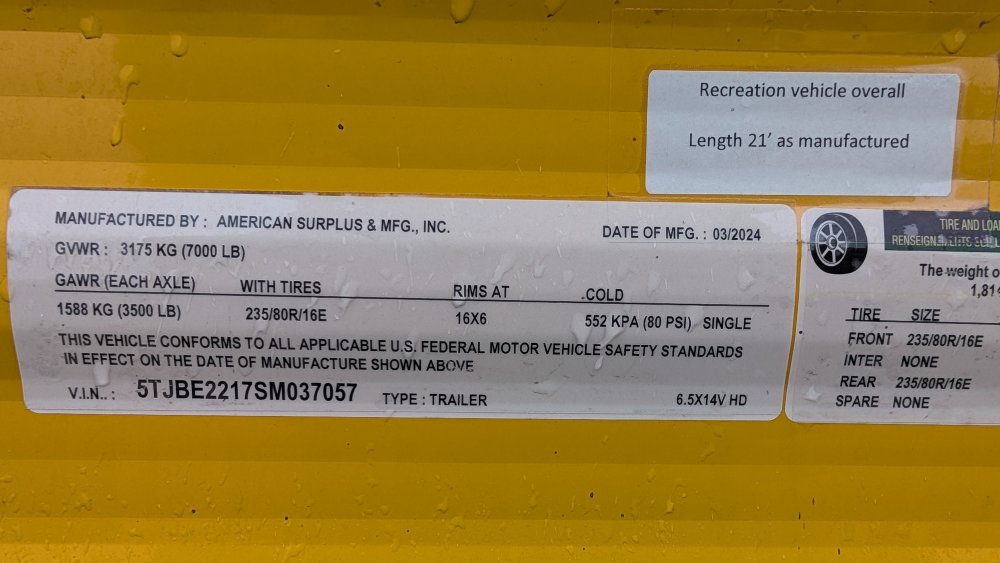 Recreation vehicle overall
Length 21' as manufactured
MANUFACTURED BY : AMERICAN SURPLUS & MFG., INC.
DATE OF MFG. : 03/2024
GVWR : 3175 KG (7000 LB)
GAWR (EACH AXLE) WITH TIRES RIMS AT COLD
1588 KG (3500 LB) 235/80R/16E 16X6 552 KPA (80 PSI) SINGLE
THIS VEHICLE CONFORMS TO ALL APPLICABLE U.S. FEDERAL MOTOR VEHICLE SAFETY STANDARDS
IN EFFECT ON THE DATE OF MANUFACTURE SHOWN ABOVE
V.I.N.. : 5TJBE2217SM037057 TYPE : TRAILER 6.5X14V HD
TIRE AND
The weight
TIRE SIZE
FRONT 235/80R/16E
INTER NONE
REAR 235/80R/16E
SPARE NONE